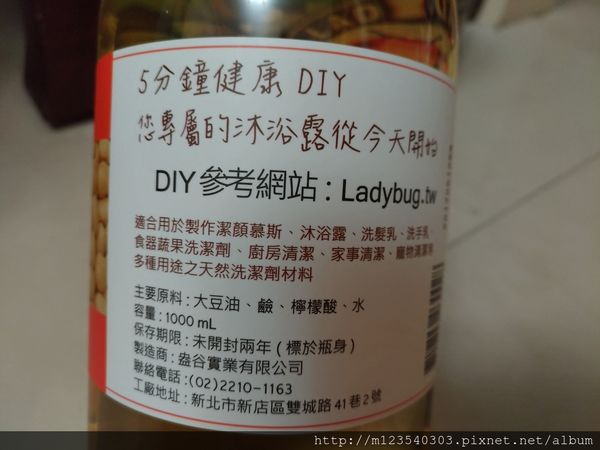 5分鐘健康 DIY
您專屬的沐浴露從今天開始
DIY 參考網站：Ladybug.tw
適合用於製作潔顏慕斯、沐浴露、洗髮乳、洗手乳、
食器蔬果洗潔劑、廚房清潔、家事清潔、寵物清潔等
多種用途之天然洗潔劑材料
主要原料：大豆油、鹼、檸檬酸、水
容量：1000 mL
保存期限：未開封兩年（標於瓶身）
製造商：盎谷實業有限公司
聯絡電話：(02)2210-1163
工廠地址：新北市新店區雙城路 41 巷 2 號
http://m123540303.pixnet.net/album